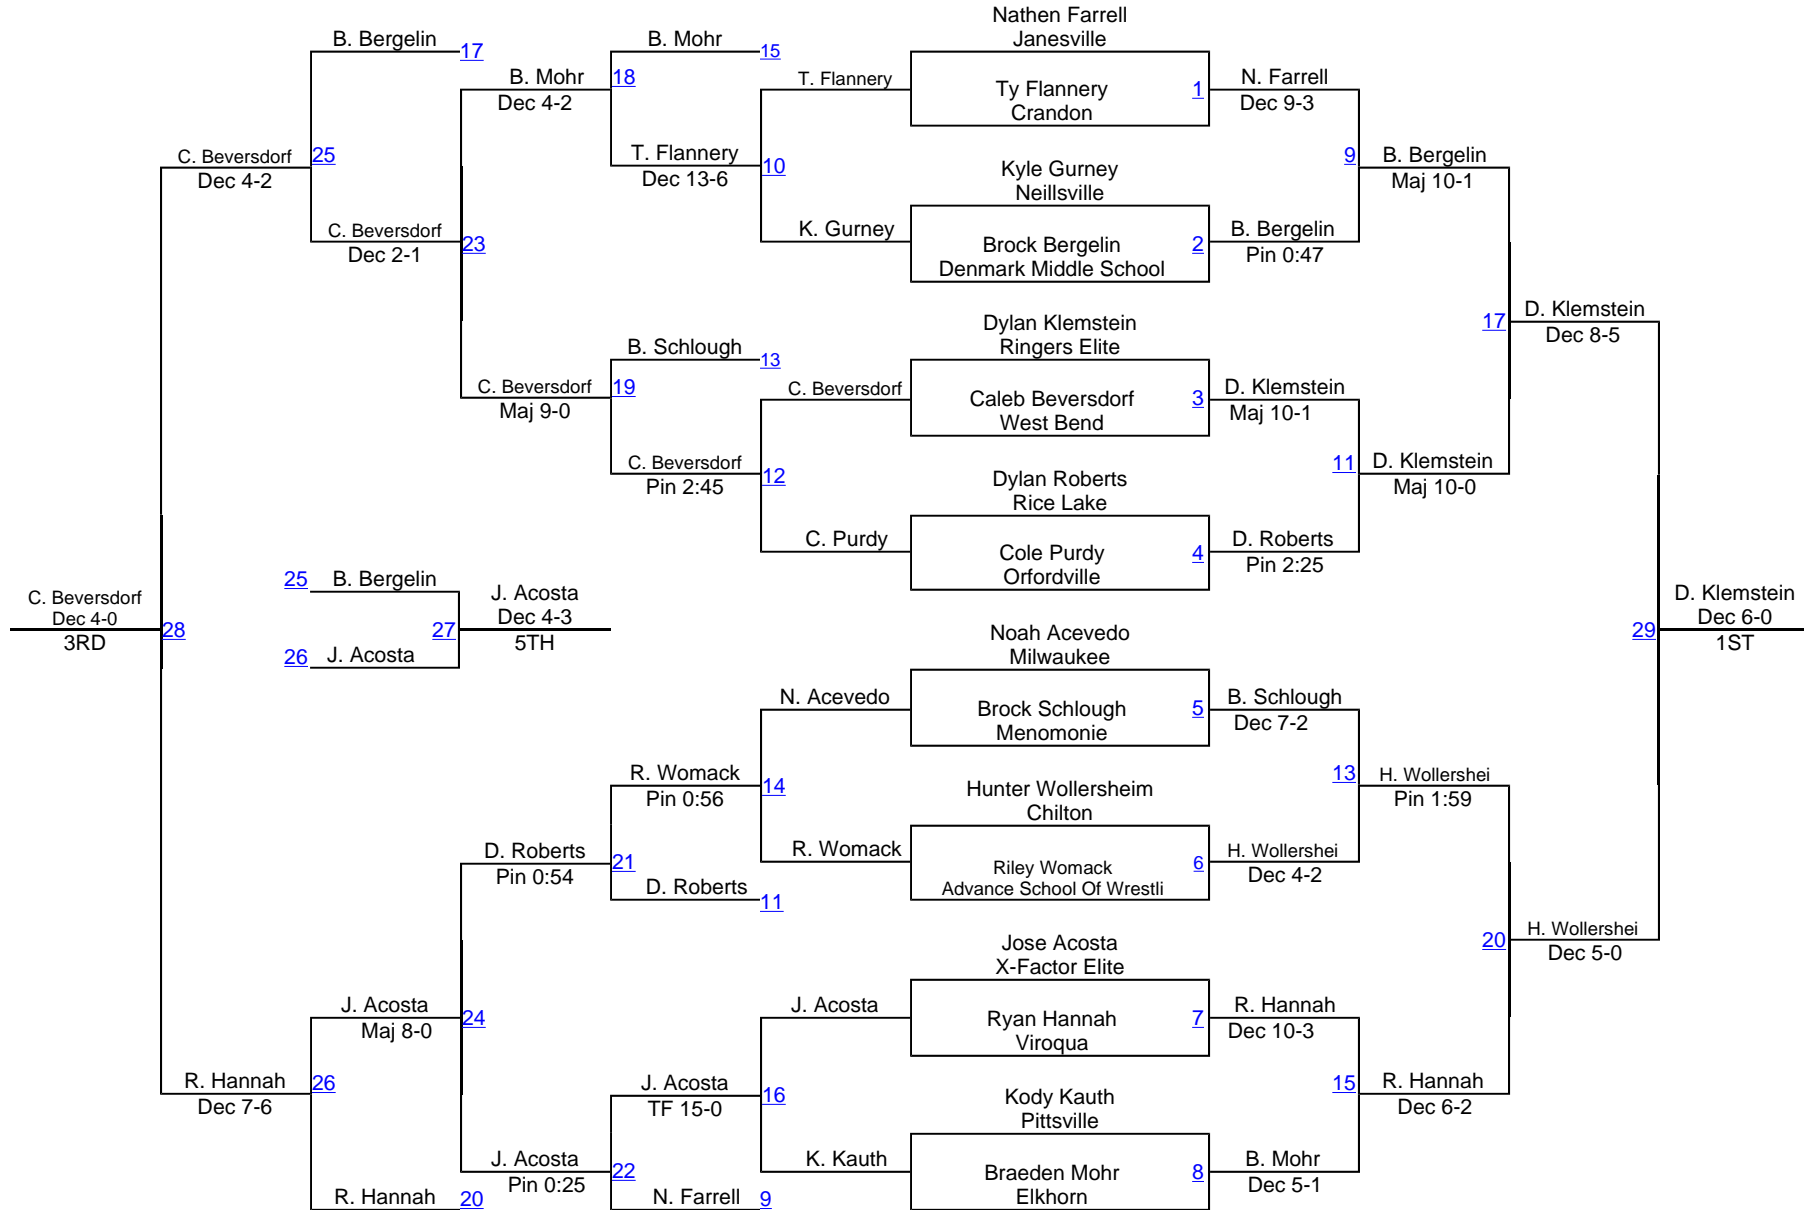 Nathen Farrell
Janesville
B. Bergelin
17
B. Mohr
15
B. Mohr
18
Dec 4-2
T. Flannery
Ty Flannery
1
Crandon
N. Farrell
Dec 9-3
C. Beversdorf
25
Dec 4-2
T. Flannery
10
Dec 13-6
Kyle Gurney
Neillsville
9
B. Bergelin
Maj 10-1
C. Beversdorf
23
Dec 2-1
K. Gurney
Brock Bergelin
2
Denmark Middle School
B. Bergelin
Pin 0:47
Dylan Klemstein
Ringers Elite
17
D. Klemstein
Dec 8-5
B. Schlough
13
C. Beversdorf
19
Maj 9-0
C. Beversdorf
Caleb Beversdorf
3
West Bend
D. Klemstein
Maj 10-1
C. Beversdorf
12
Pin 2:45
Dylan Roberts
Rice Lake
11
D. Klemstein
Maj 10-0
C. Purdy
Cole Purdy
4
Orfordville
D. Roberts
Pin 2:25
C. Beversdorf
Dec 4-0
28
3RD
25
B. Bergelin
J. Acosta
Dec 4-3
27
5TH
26
J. Acosta
Noah Acevedo
Milwaukee
29
D. Klemstein
Dec 6-0
1ST
N. Acevedo
Brock Schlough
5
Menomonie
B. Schlough
Dec 7-2
R. Womack
14
Pin 0:56
Hunter Wollersheim
Chilton
13
H. Wollershei
Pin 1:59
D. Roberts
21
Pin 0:54
R. Womack
Riley Womack
6
Advance School Of Wrestli
H. Wollershei
Dec 4-2
D. Roberts
11
Jose Acosta
X-Factor Elite
20
H. Wollershei
Dec 5-0
J. Acosta
24
Maj 8-0
J. Acosta
Ryan Hannah
7
Viroqua
R. Hannah
Dec 10-3
R. Hannah
26
Dec 7-6
J. Acosta
16
TF 15-0
Kody Kauth
Pittsville
15
R. Hannah
Dec 6-2
J. Acosta
22
Pin 0:25
K. Kauth
Braeden Mohr
8
Elkhorn
B. Mohr
Dec 5-1
R. Hannah
20
N. Farrell
9